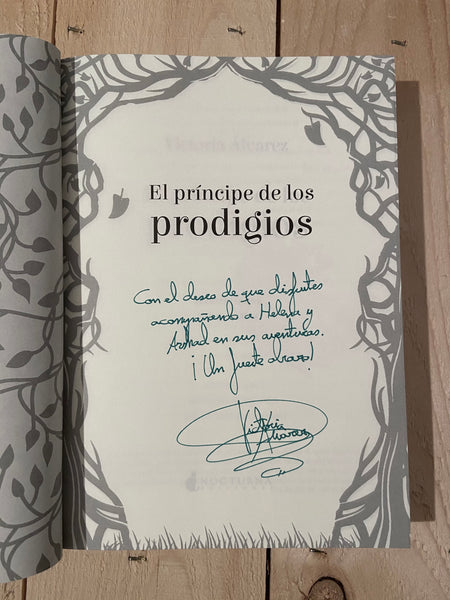 Victoria Álvarez
El príncipe de los
prodigios
Con el deseo de que disfrutes
acompañando a Helena y
Arshad en sus aventuras.
¡Un fuerte abrazo!
Victoria
Álvarez
NOCTURNA
EDICIONES